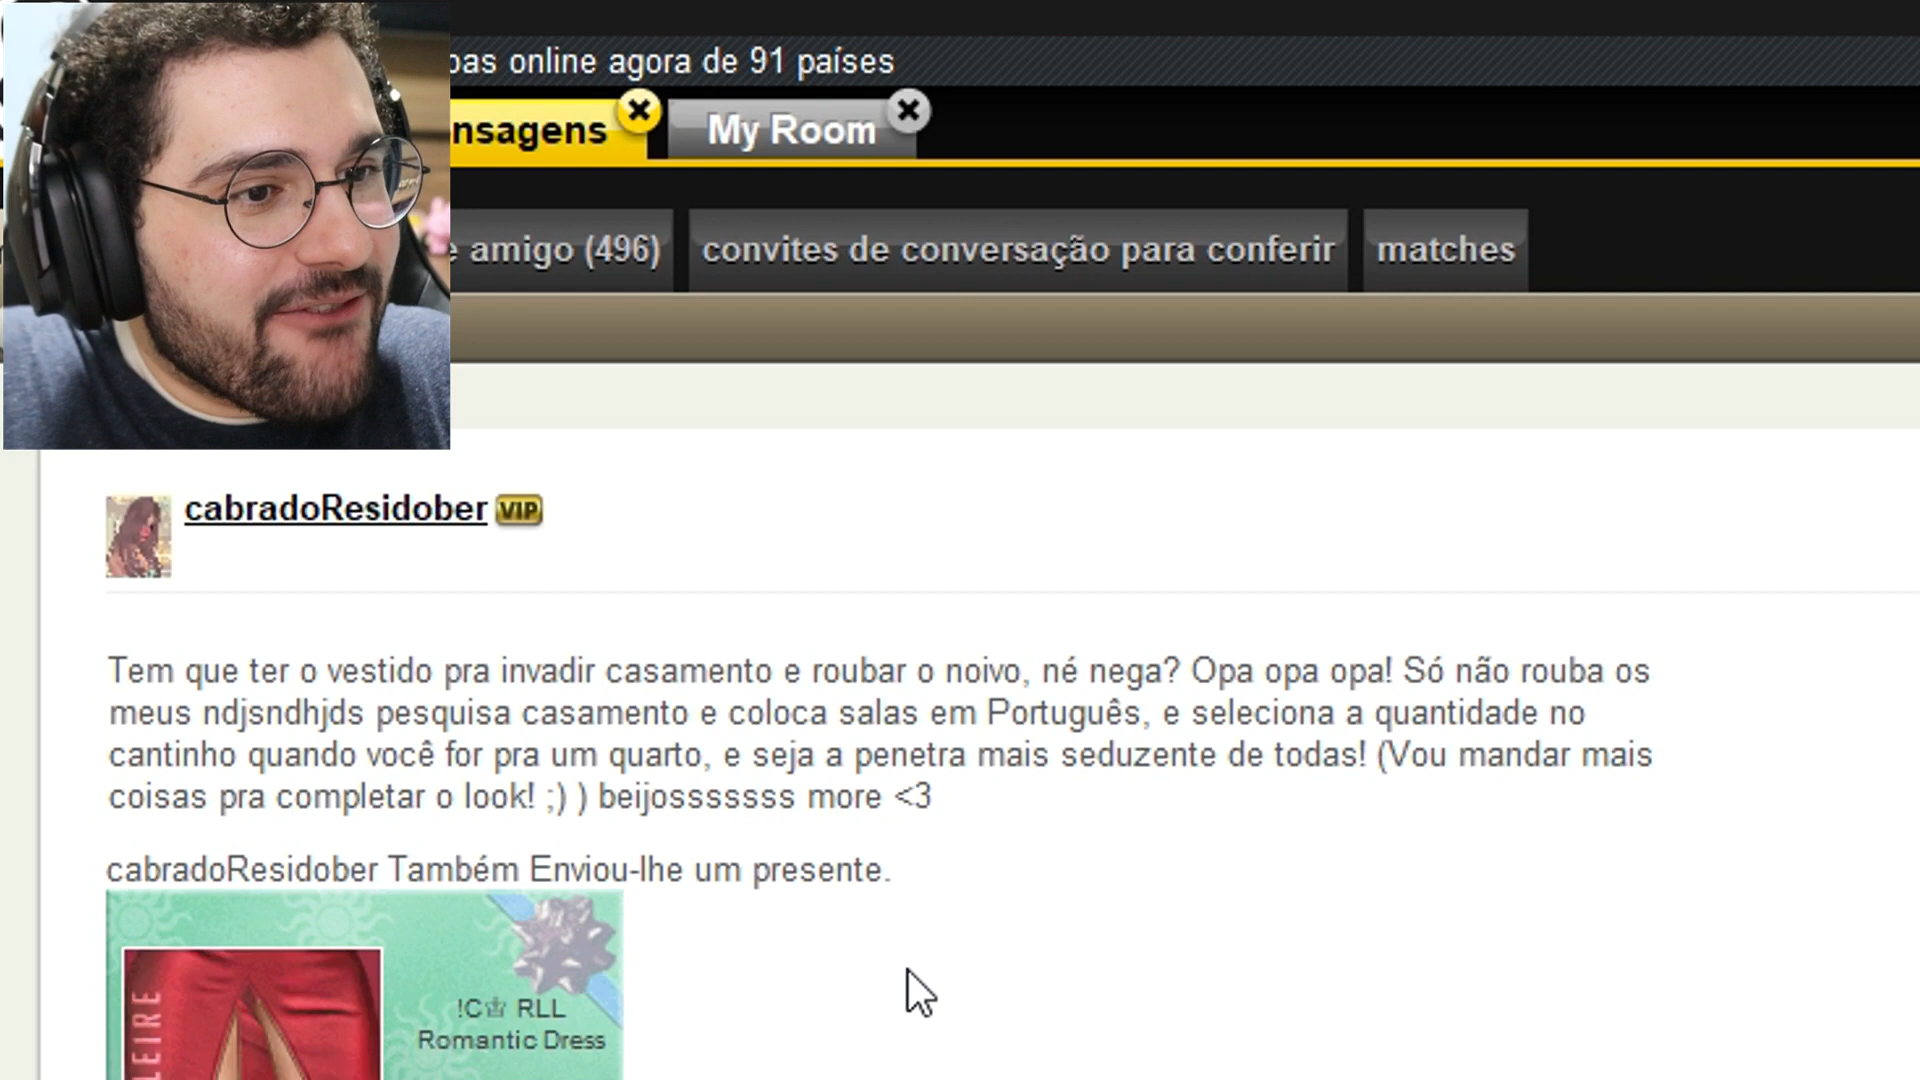 online agora de 91 países
nsagens
My Room
amigo (496)
convites de conversação para conferir
matches
cabradoResidober VIP
Tem que ter o vestido pra invadir casamento e roubar o noivo, né nega? Opa opa opa! Só não rouba os
meus ndjsndhjds pesquisa casamento e coloca salas em Português, e seleciona a quantidade no
cantinho quando você for pra um quarto, e seja a penetra mais seduzente de todas! (Vou mandar mais
coisas pra completar o look! ;) ) beijosssssss more <3
cabradoResidober Também Enviou-lhe um presente.
!C♔ RLL
Romantic Dress
LEIRE